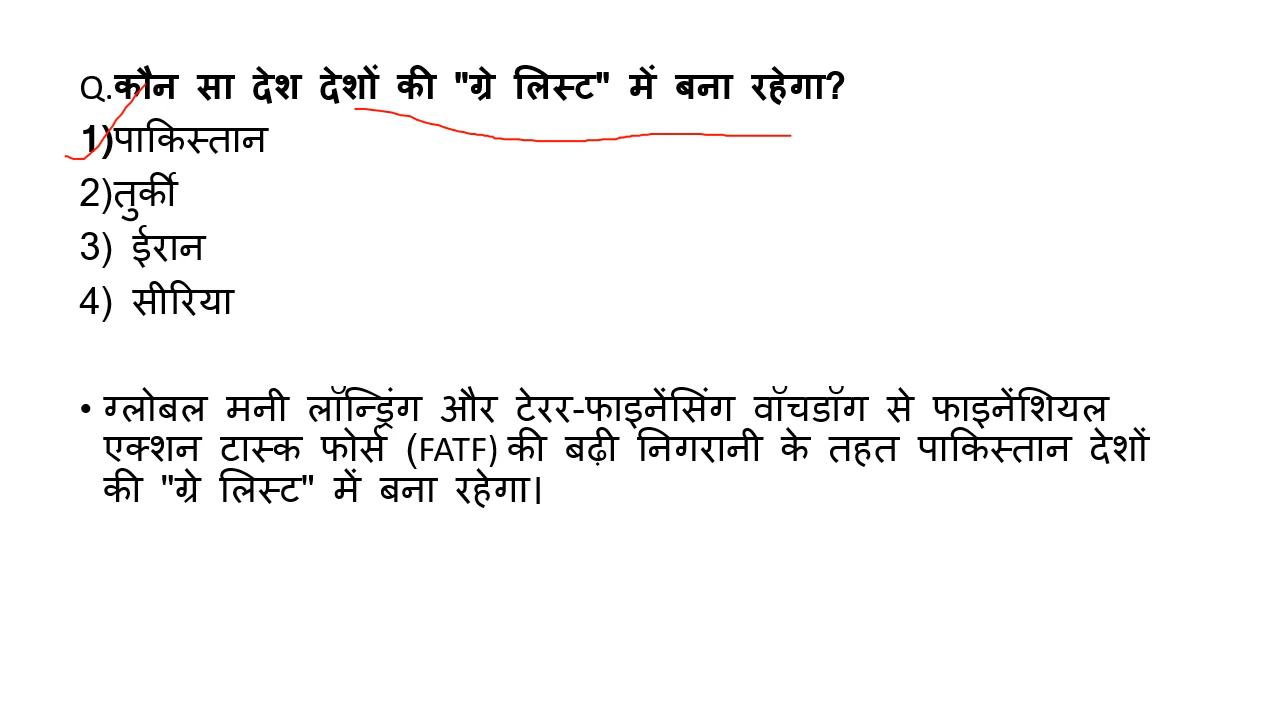 Q.कौन सा देश देशों की "ग्रे लिस्ट" में बना रहेगा?
1)पाकिस्तान
2)तुर्की
3) ईरान
4) सीरिया
• ग्लोबल मनी लॉन्ड्रिंग और टेरर-फाइनेंसिंग वॉचडॉग से फाइनेंशियल
एक्शन टास्क फोर्स (FATF) की बढ़ी निगरानी के तहत पाकिस्तान देशों
की "ग्रे लिस्ट" में बना रहेगा।